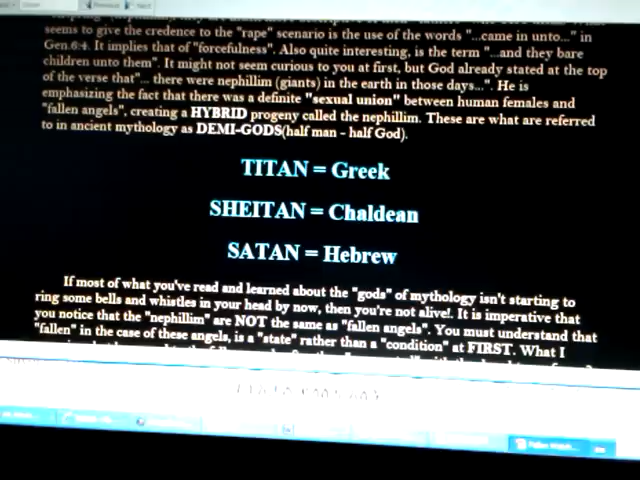 seems to give the credence to the "rape" scenario is the use of the words "...came in unto..." in
Gen.6:4. It implies that of "forcefulness". Also quite interesting, is the term "...and they bare
children unto them". It might not seem curious to you at first, but God already stated at the top
of the verse that"... there were nephillim (giants) in the earth in those days...". He is
emphasizing the fact that there was a definite "sexual union" between human females and
"fallen angels", creating a HYBRID progeny called the nephillim. These are what are referred
to in ancient mythology as DEMI-GODS(half man - half God).
TITAN = Greek
SHEITAN = Chaldean
SATAN = Hebrew
If most of what you've read and learned about the "gods" of mythology isn't starting to
ring some bells and whistles in your head by now, then you're not alive!. It is imperative that
you notice that the "nephillim" are NOT the same as "fallen angels". You must understand that
"fallen" in the case of these angels, is a "state" rather than a "condition" at FIRST. What I